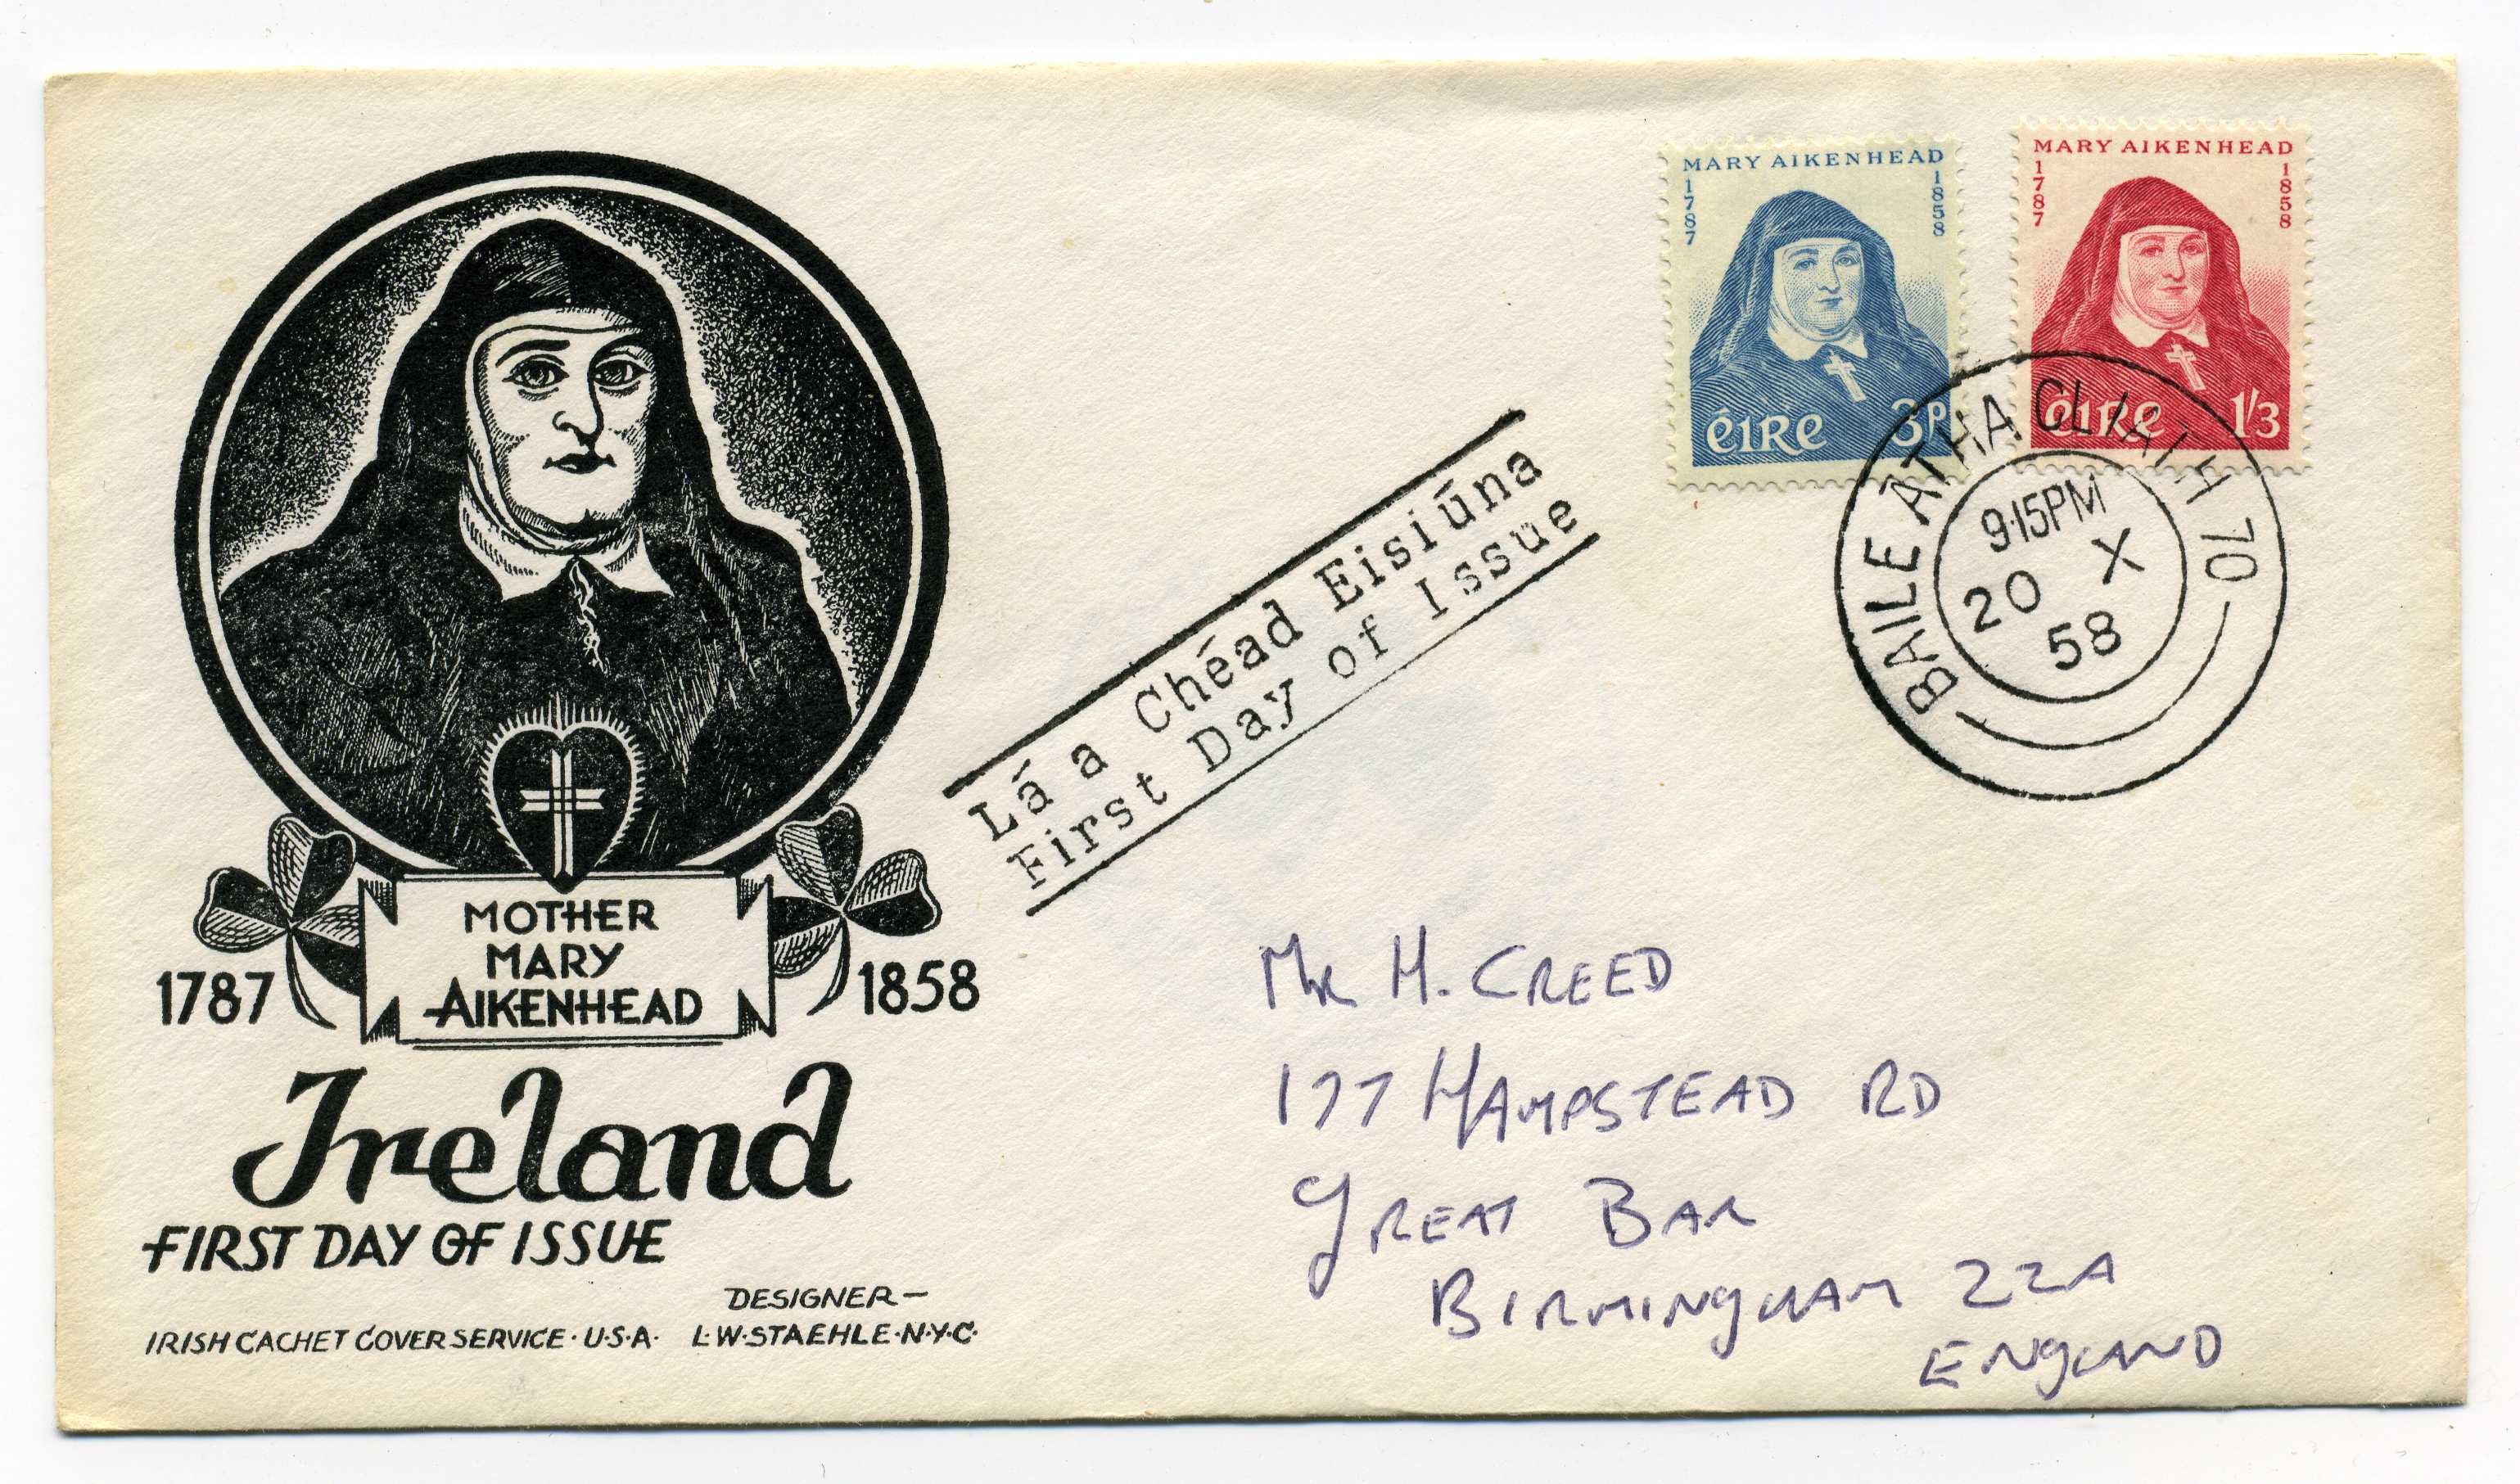 MARY AIKENHEAD
1787
1858
ÉIRE 3P
MARY AIKENHEAD
1787
1858
ÉIRE 1/3
BAILE ÁTHA CLIATH 70
9.15PM
20 X
58
Lá a Chéad Eisiúna
First Day of Issue
MOTHER
MARY
AIKENHEAD
1787
1858
Ireland
FIRST DAY OF ISSUE
DESIGNER—
IRISH CACHET COVER SERVICE·U·S·A· L·W·STAEHLE·N·Y·C·
Mr H. CREED
177 HAMPSTEAD RD
GREAT BAR
BIRMINGHAM 22A
ENGLAND